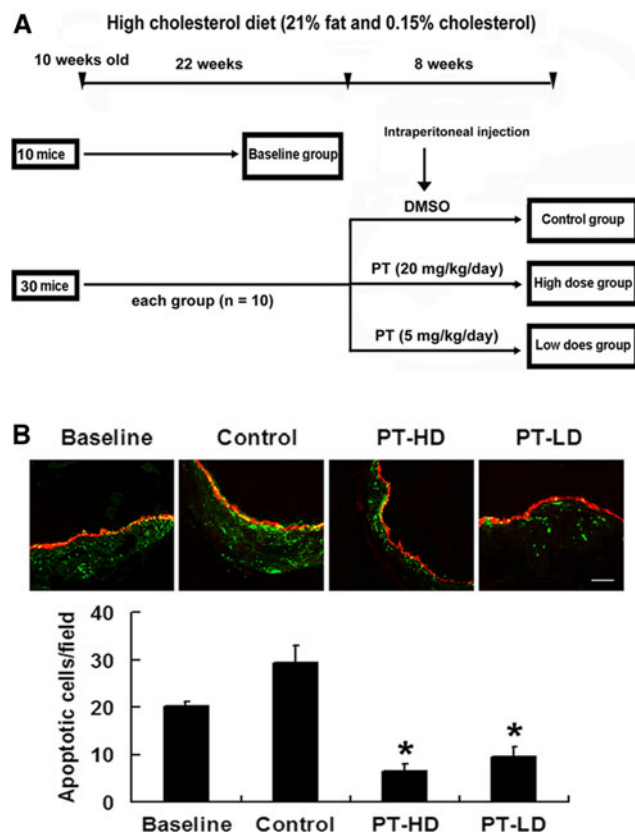 A
High cholesterol diet (21% fat and 0.15% cholesterol)
10 weeks old
22 weeks
8 weeks
10 mice
Baseline group
Intraperitoneal injection
DMSO
Control group
30 mice
each group (n = 10)
PT (20 mg/kg/day)
High dose group
PT (5 mg/kg/day)
Low does group
B
Baseline Control PT-HD PT-LD
Apoptotic cells/field
40
30
20
10
0
* *
Baseline Control PT-HD PT-LD